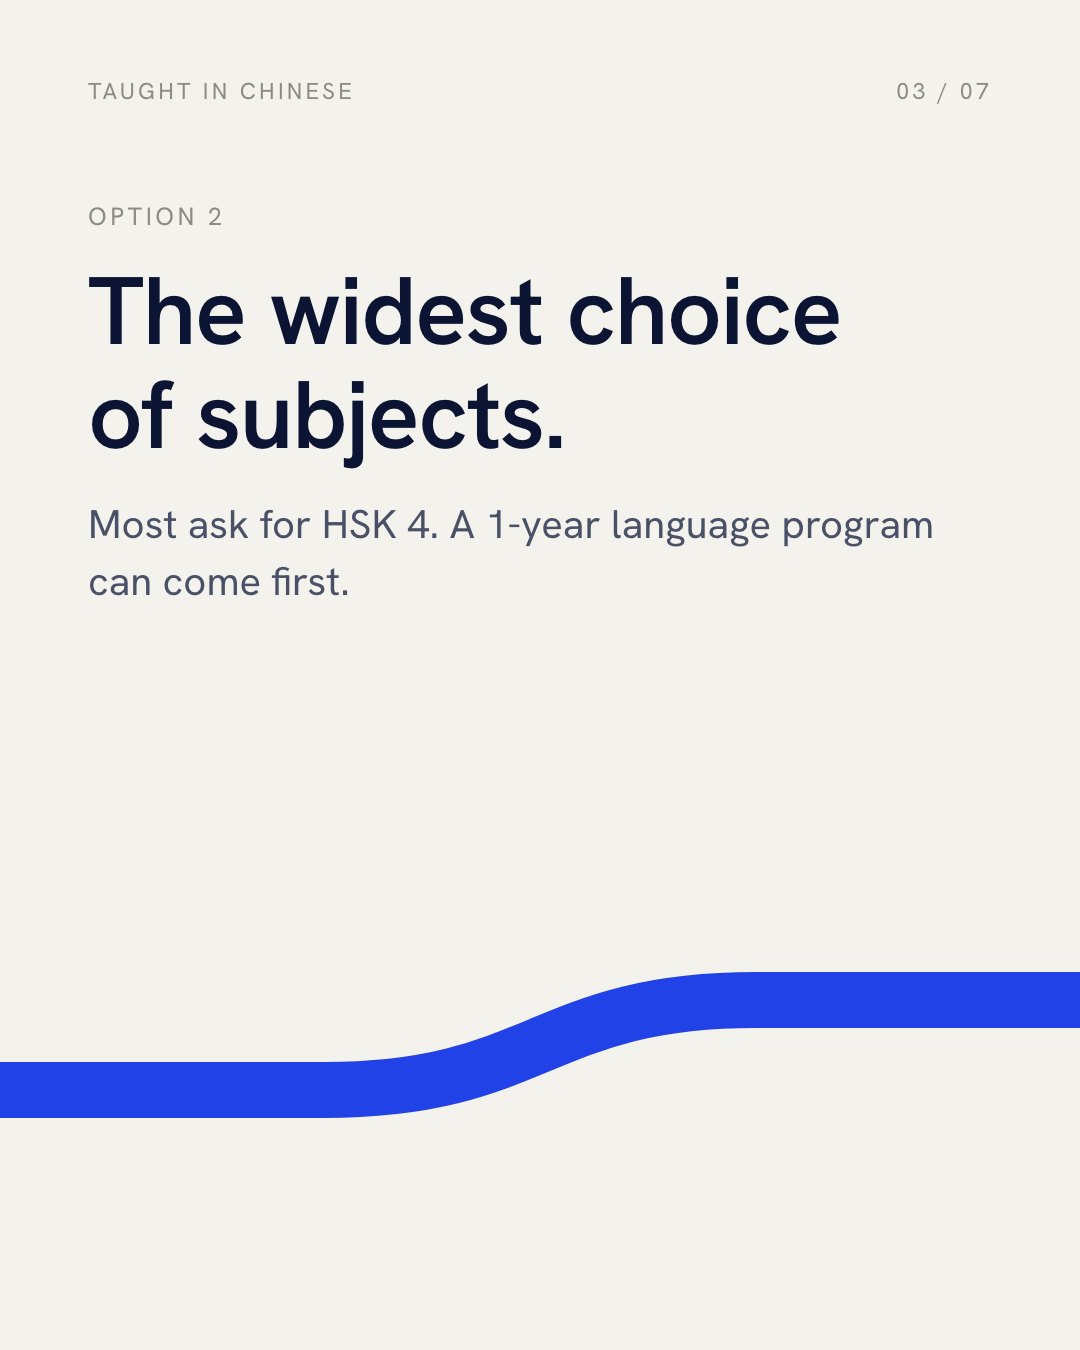 TAUGHT IN CHINESE
03 / 07
OPTION 2
The widest choice
of subjects.
Most ask for HSK 4. A 1-year language program
can come first.